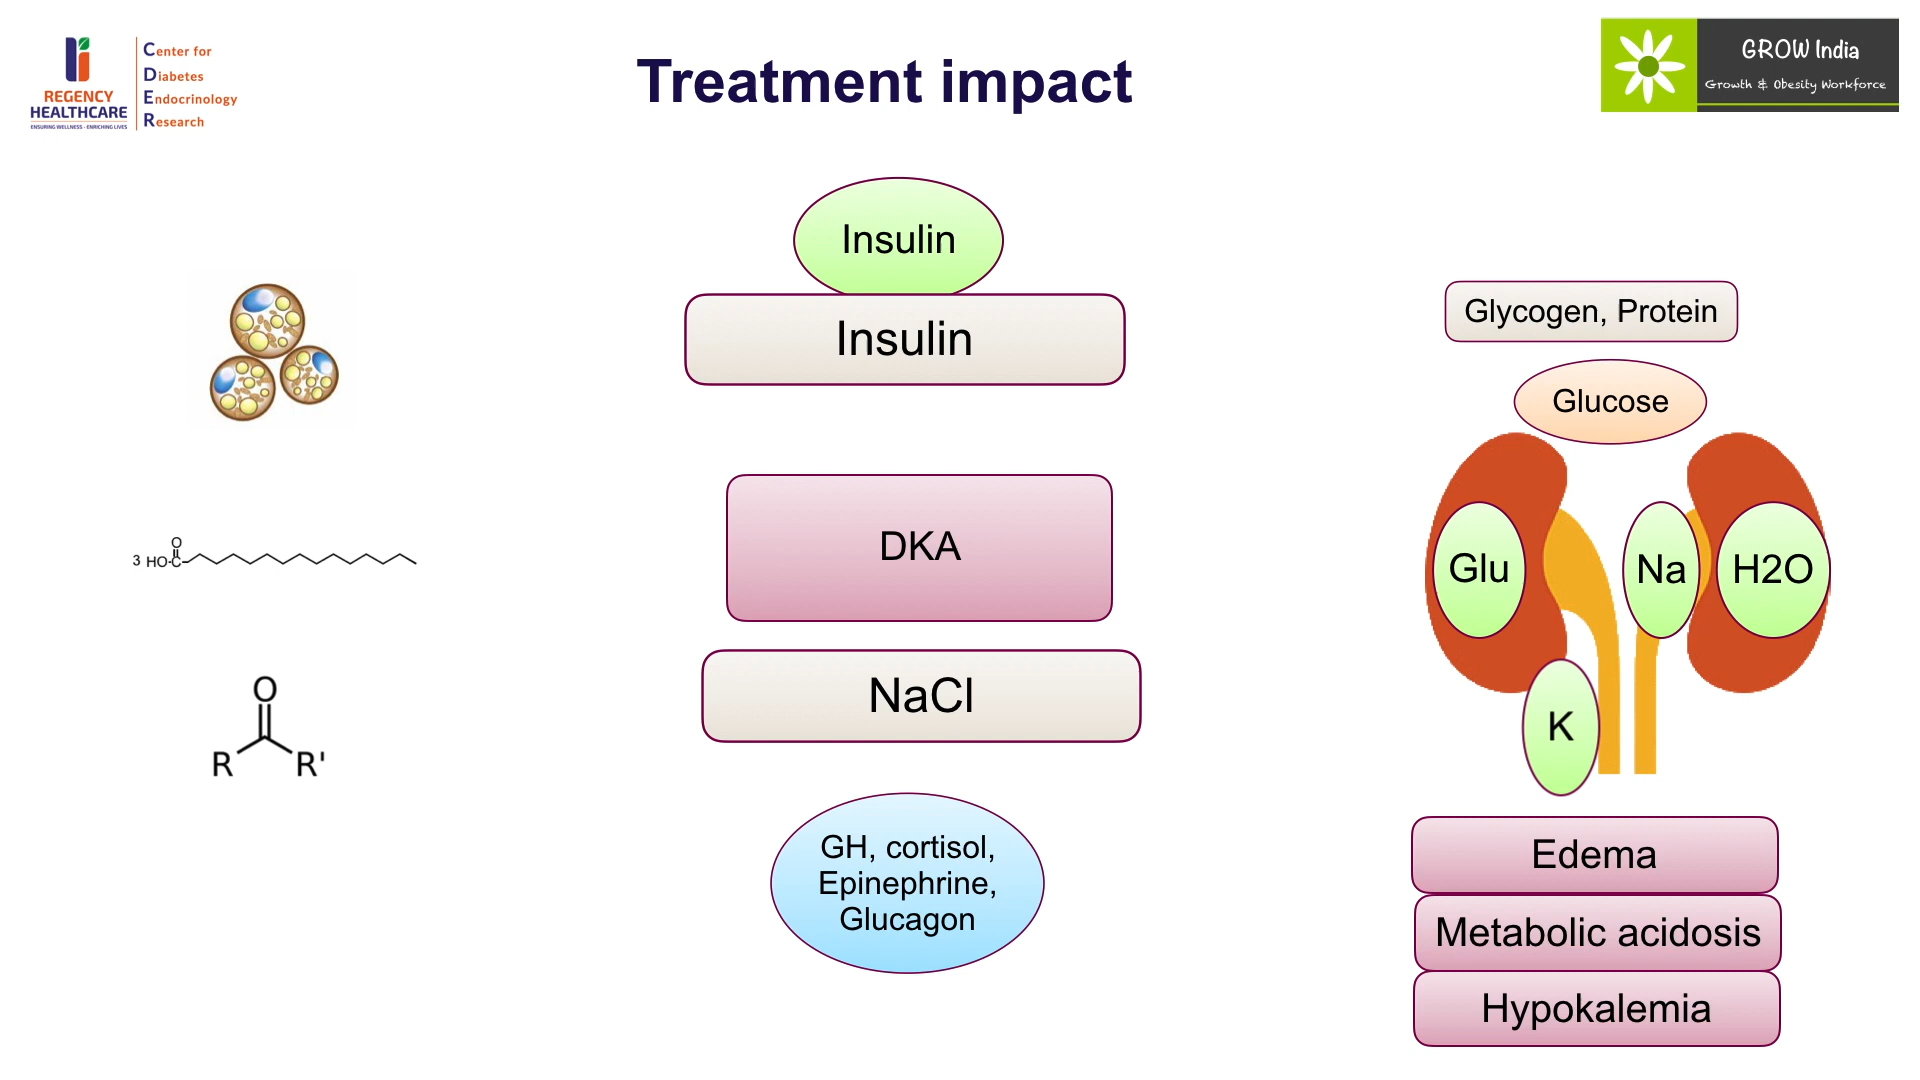 REGENCY
HEALTHCARE
ENSURING WELLNESS - ENRICHING LIVES
Center for
Diabetes
Endocrinology
Research
Treatment impact
GROW India
Growth & Obesity Workforce
Insulin
Insulin
DKA
NaCl
GH, cortisol,
Epinephrine,
Glucagon
3 HO-C
O
O
R R'
Glycogen, Protein
Glucose
Glu
Na
H2O
K
Edema
Metabolic acidosis
Hypokalemia